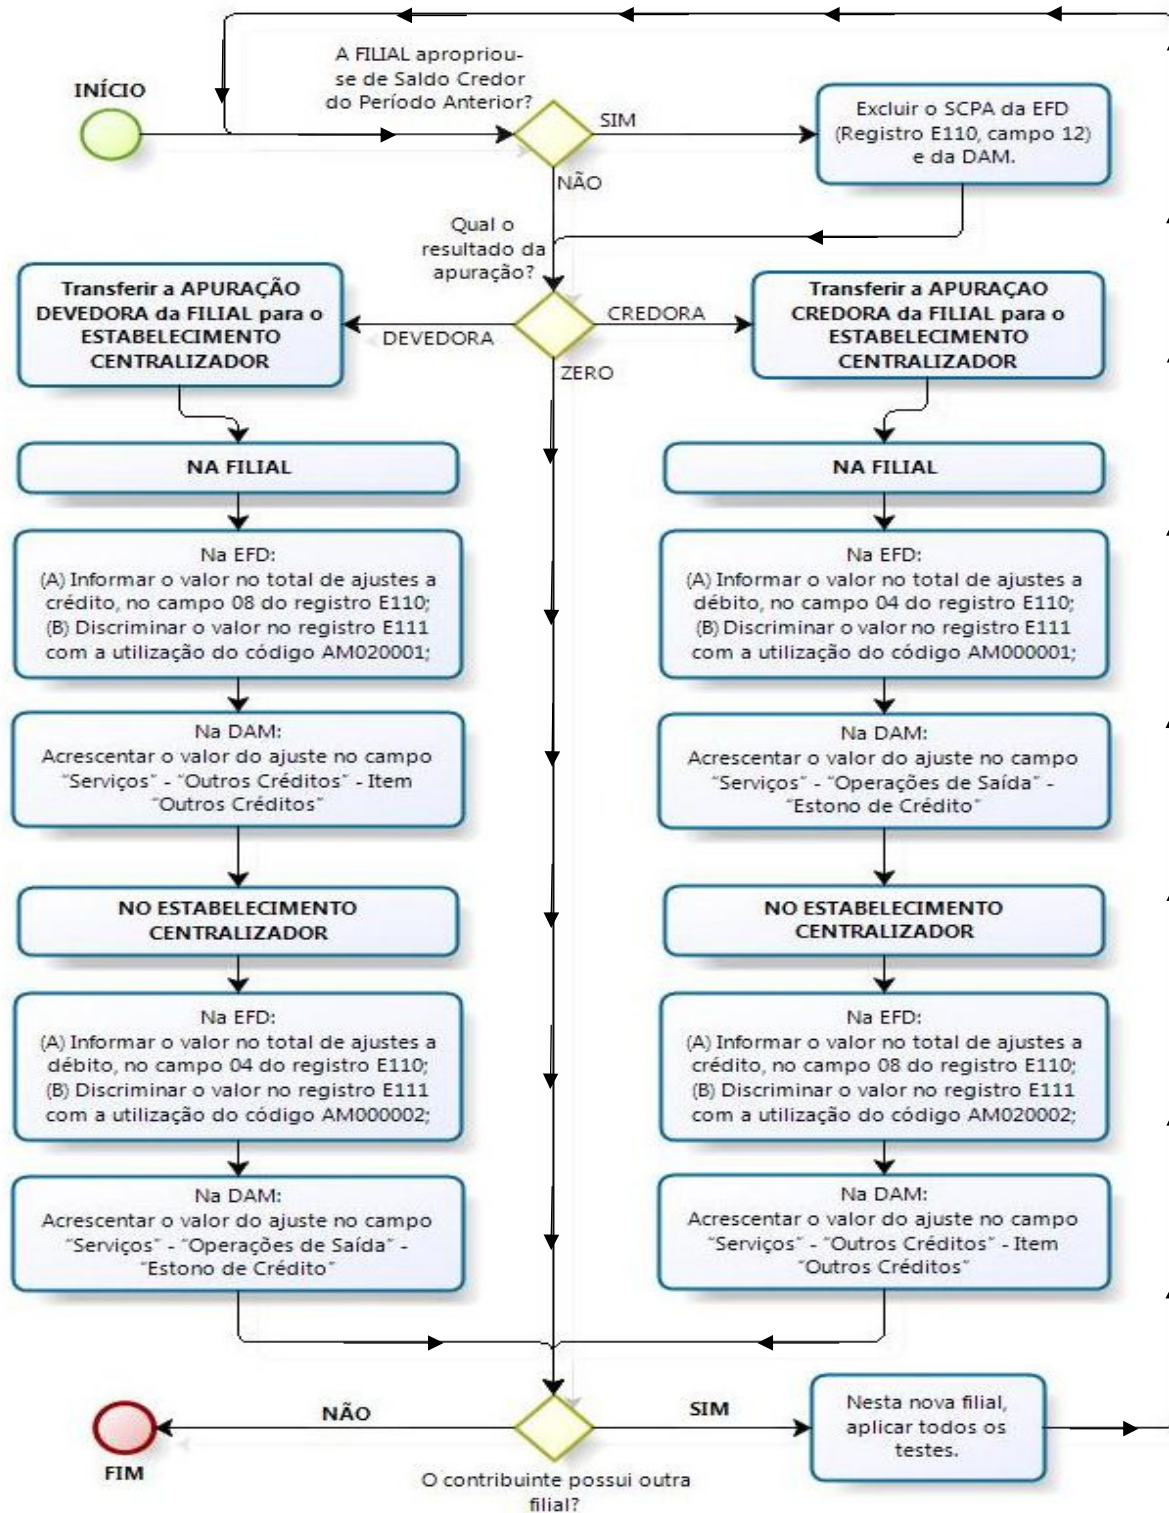 INÍCIO
A FILIAL apropriou-
se de Saldo Credor
do Período Anterior?
SIM
Excluir o SCPA da EFD
(Registro E110, campo 12)
e da DAM.
NÃO
Qual o
resultado da
apuração?
Transferir a APURAÇÃO
DEVEDORA da FILIAL para o
ESTABELECIMENTO
CENTRALIZADOR
DEVEDORA
CREDORA
ZERO
Transferir a APURAÇAO
CREDORA da FILIAL para o
ESTABELECIMENTO
CENTRALIZADOR
NA FILIAL
Na EFD:
(A) Informar o valor no total de ajustes a
crédito, no campo 08 do registro E110;
(B) Discriminar o valor no registro E111
com a utilização do código AM020001;
Na DAM:
Acrescentar o valor do ajuste no campo
"Serviços" - "Outros Créditos" - Item
"Outros Créditos"
NO ESTABELECIMENTO
CENTRALIZADOR
Na EFD:
(A) Informar o valor no total de ajustes a
débito, no campo 04 do registro E110;
(B) Discriminar o valor no registro E111
com a utilização do código AM000002;
Na DAM:
Acrescentar o valor do ajuste no campo
"Serviços" - "Operações de Saída" -
"Estono de Crédito"
NA FILIAL
Na EFD:
(A) Informar o valor no total de ajustes a
débito, no campo 04 do registro E110;
(B) Discriminar o valor no registro E111
com a utilização do código AM000001;
Na DAM:
Acrescentar o valor do ajuste no campo
"Serviços" - "Operações de Saída" -
"Estono de Crédito"
NO ESTABELECIMENTO
CENTRALIZADOR
Na EFD:
(A) Informar o valor no total de ajustes a
crédito, no campo 08 do registro E110;
(B) Discriminar o valor no registro E111
com a utilização do código AM020002;
Na DAM:
Acrescentar o valor do ajuste no campo
"Serviços" - "Outros Créditos" - Item
"Outros Créditos"
NÃO
FIM
SIM
O contribuinte possui outra
filial?
Nesta nova filial,
aplicar todos os
testes.